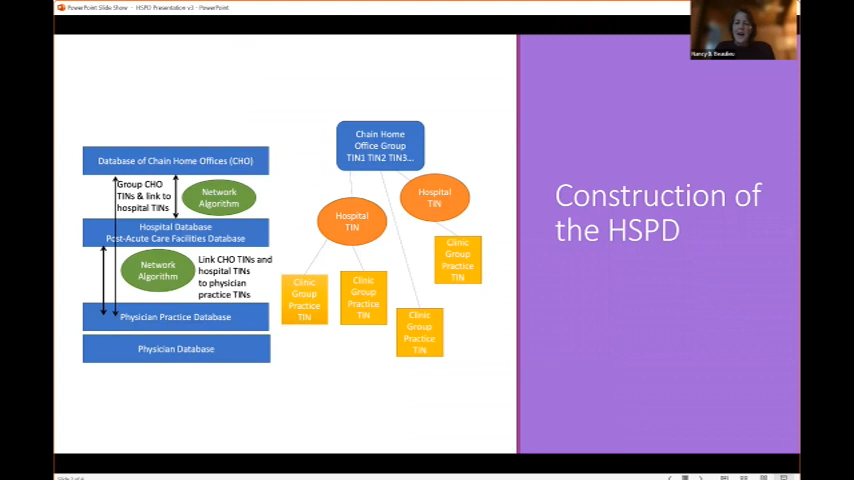 PowerPoint Slide Show - HSPD Presentation v3 - PowerPoint
Nancy D. Beaulieu
Database of Chain Home Offices (CHO)
Group CHO
TINs & link to
hospital TINs
Network
Algorithm
Hospital Database
Post-Acute Care Facilities Database
Network
Algorithm
Link CHO TINs and
hospital TINs
to physician
practice TINs
Physician Practice Database
Physician Database
Chain Home
Office Group
TIN1 TIN2 TIN3...
Hospital
TIN
Hospital
TIN
Clinic
Group
Practice
TIN
Clinic
Group
Practice
TIN
Clinic
Group
Practice
TIN
Clinic
Group
Practice
TIN
Construction of
the HSPD